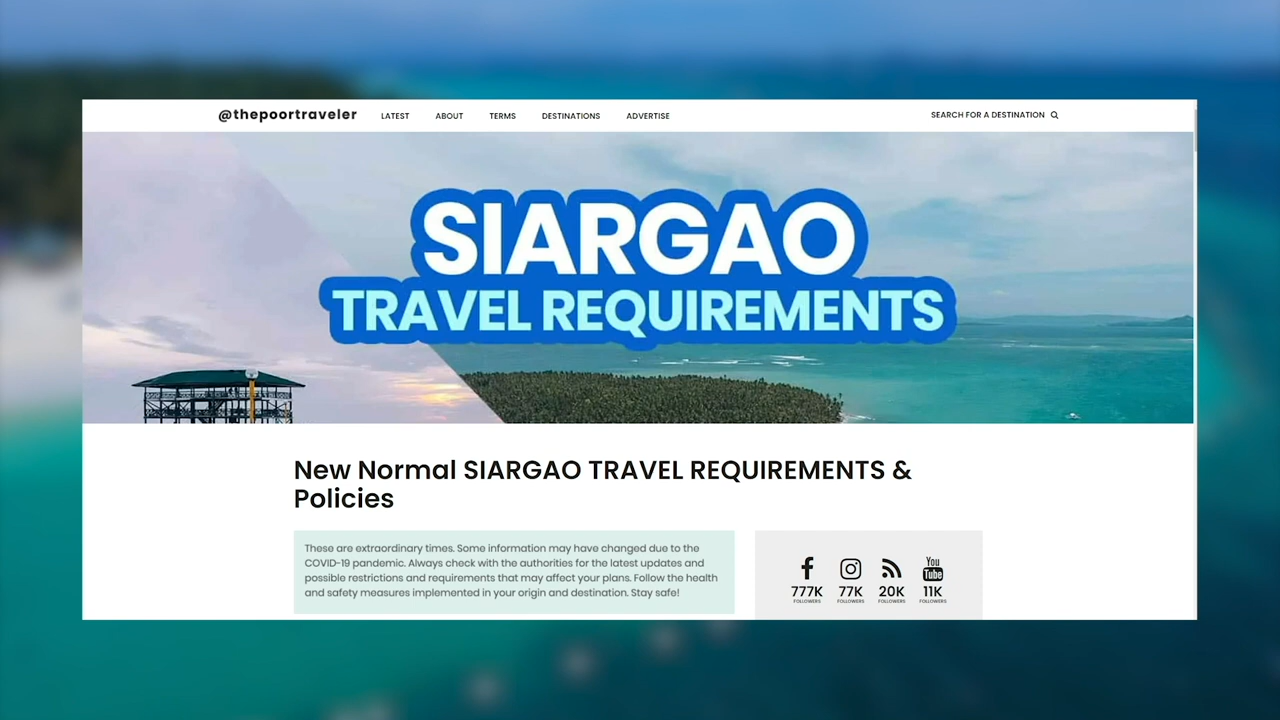 @thepoortraveler LATEST ABOUT TERMS DESTINATIONS ADVERTISE SEARCH FOR A DESTINATION
SIARGAO
TRAVEL REQUIREMENTS
New Normal SIARGAO TRAVEL REQUIREMENTS &
Policies
These are extraordinary times. Some information may have changed due to the
COVID-19 pandemic. Always check with the authorities for the latest updates and
possible restrictions and requirements that may affect your plans. Follow the health
and safety measures implemented in your origin and destination. Stay safe!
You
Tube
777K 77K 20K 11K
FOLLOWERS FOLLOWERS FOLLOWERS FOLLOWERS